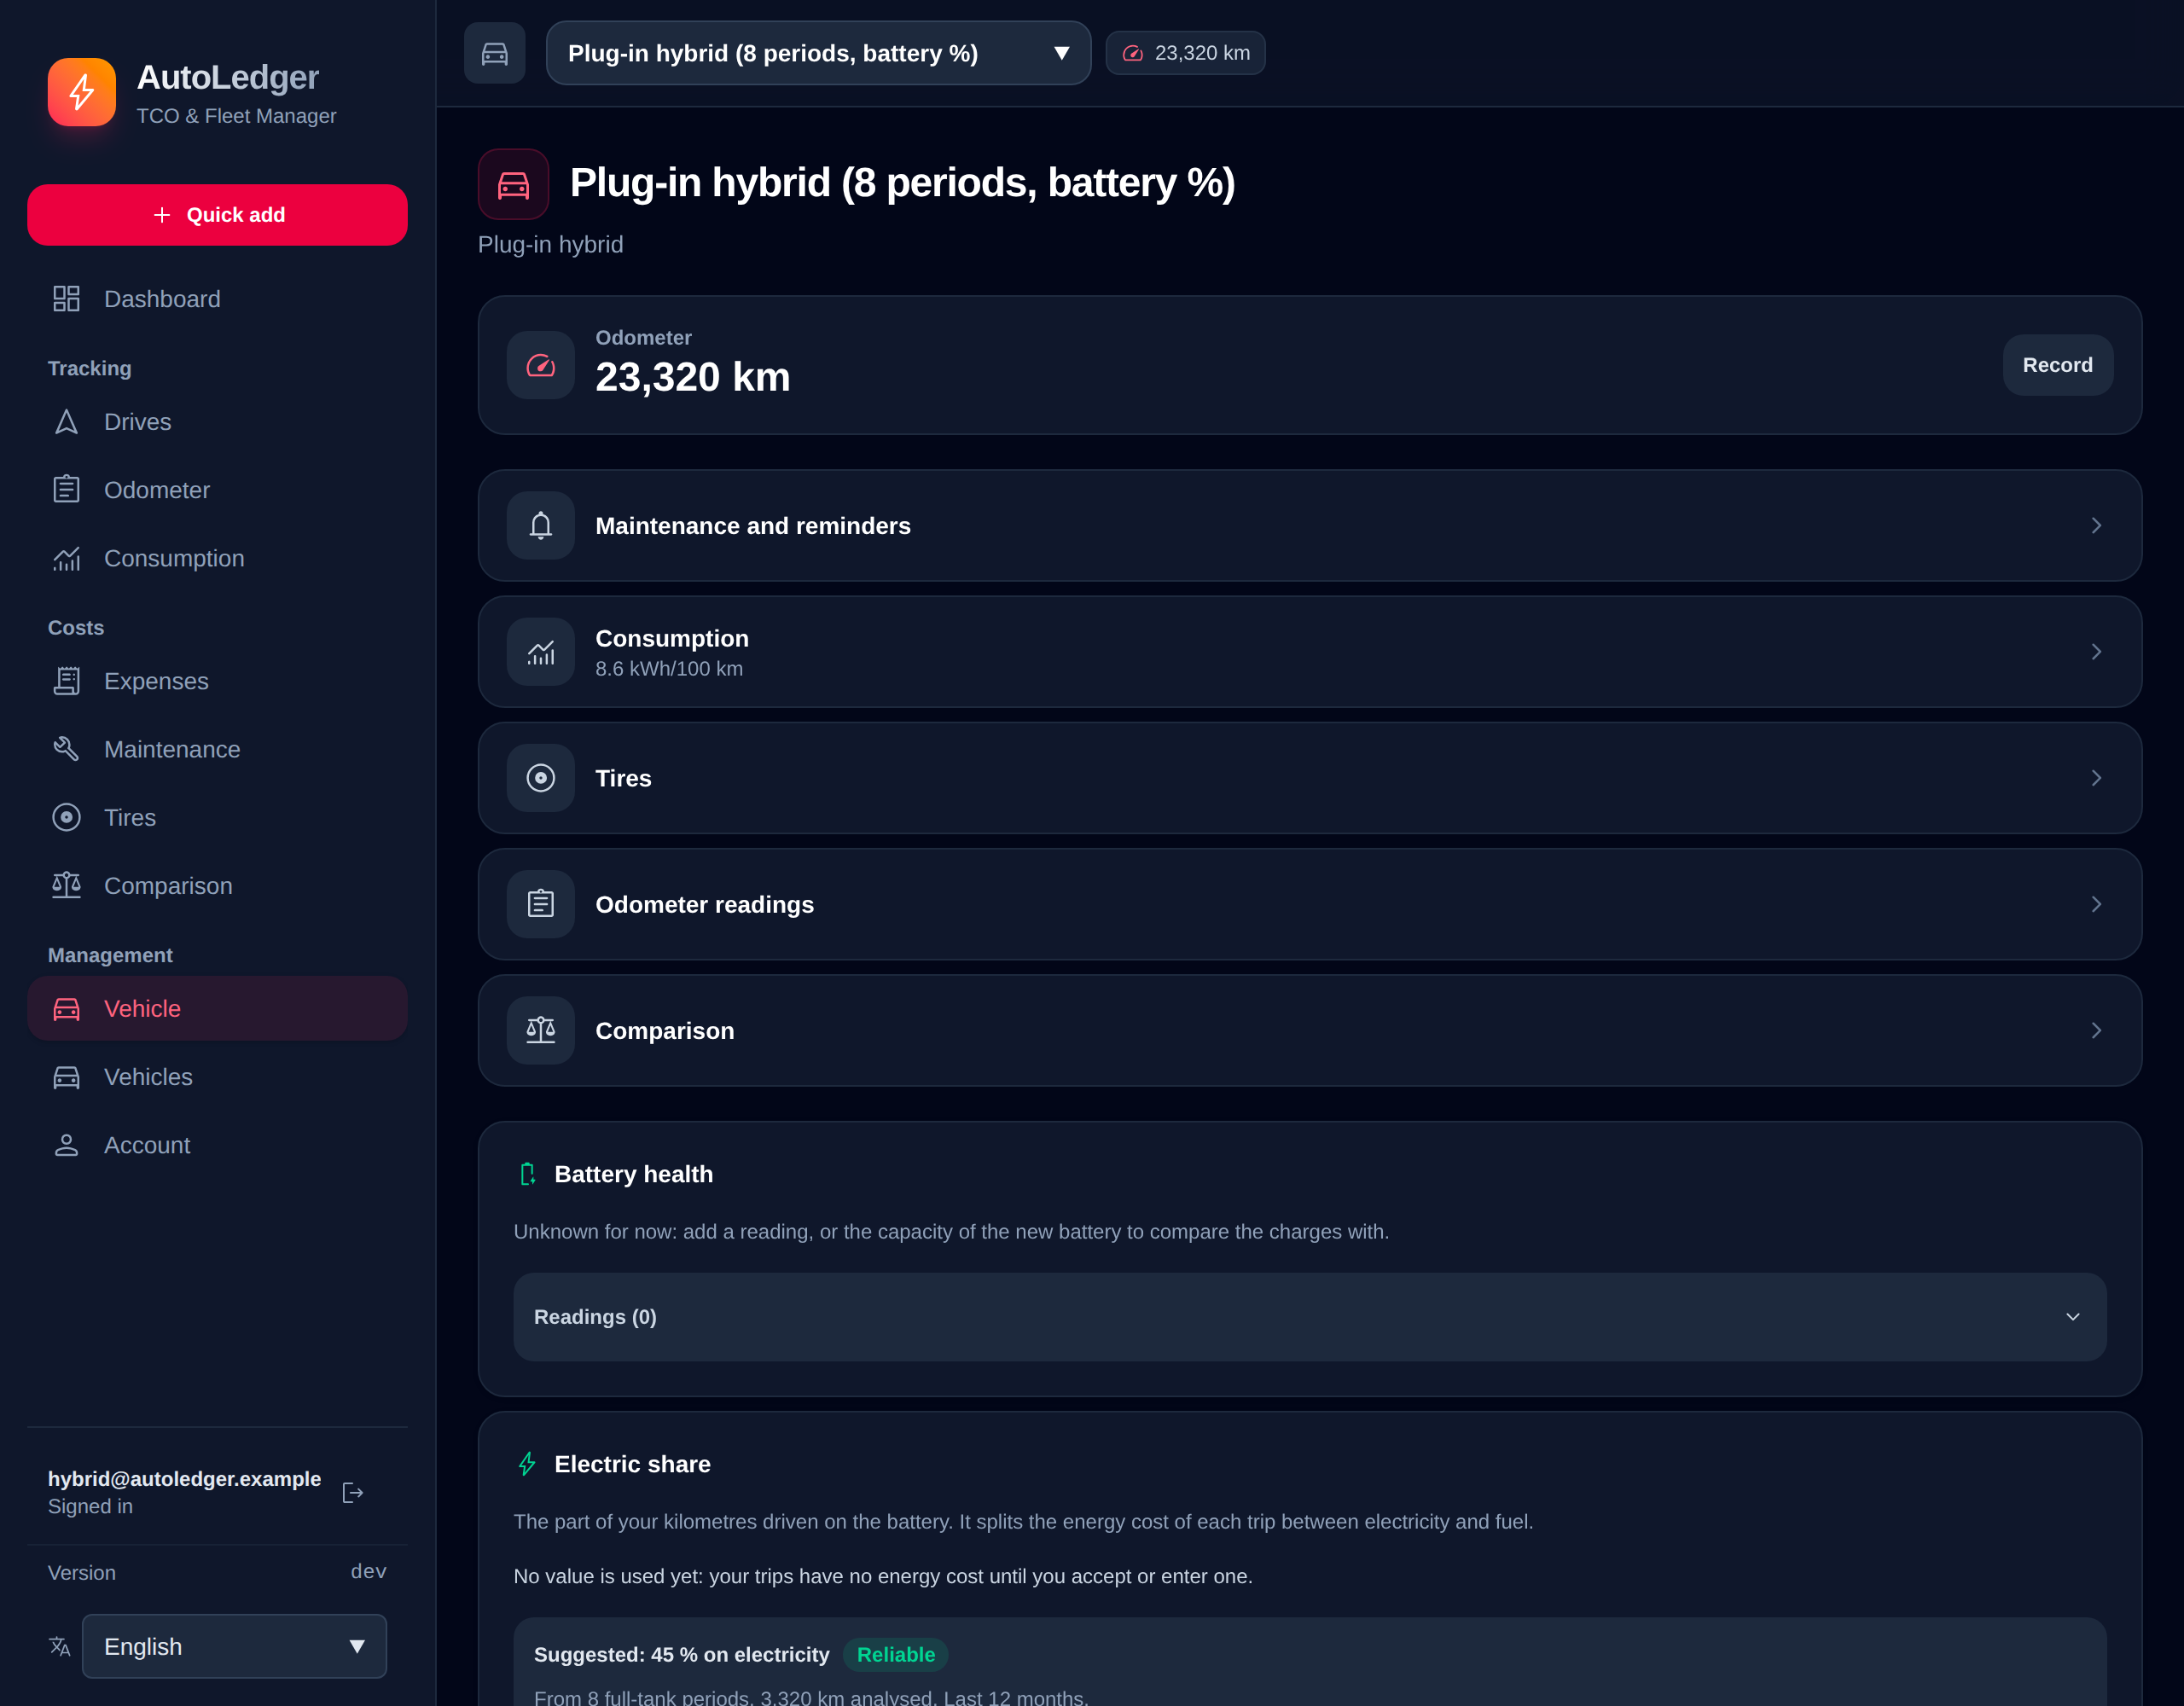 AutoLedger
TCO & Fleet Manager
Quick add
Dashboard
Tracking
Drives
Odometer
Consumption
Costs
Expenses
Maintenance
Tires
Comparison
Management
Vehicle
Vehicles
Account
hybrid@autoledger.example
Signed in
Version dev
English
Plug-in hybrid (8 periods, battery %)
23,320 km
Plug-in hybrid (8 periods, battery %)
Plug-in hybrid
Odometer
23,320 km
Record
Maintenance and reminders
Consumption
8.6 kWh/100 km
Tires
Odometer readings
Comparison
Battery health
Unknown for now: add a reading, or the capacity of the new battery to compare the charges with.
Readings (0)
Electric share
The part of your kilometres driven on the battery. It splits the energy cost of each trip between electricity and fuel.
No value is used yet: your trips have no energy cost until you accept or enter one.
Suggested: 45 % on electricity Reliable
From 8 full-tank periods, 3,320 km analysed. Last 12 months.